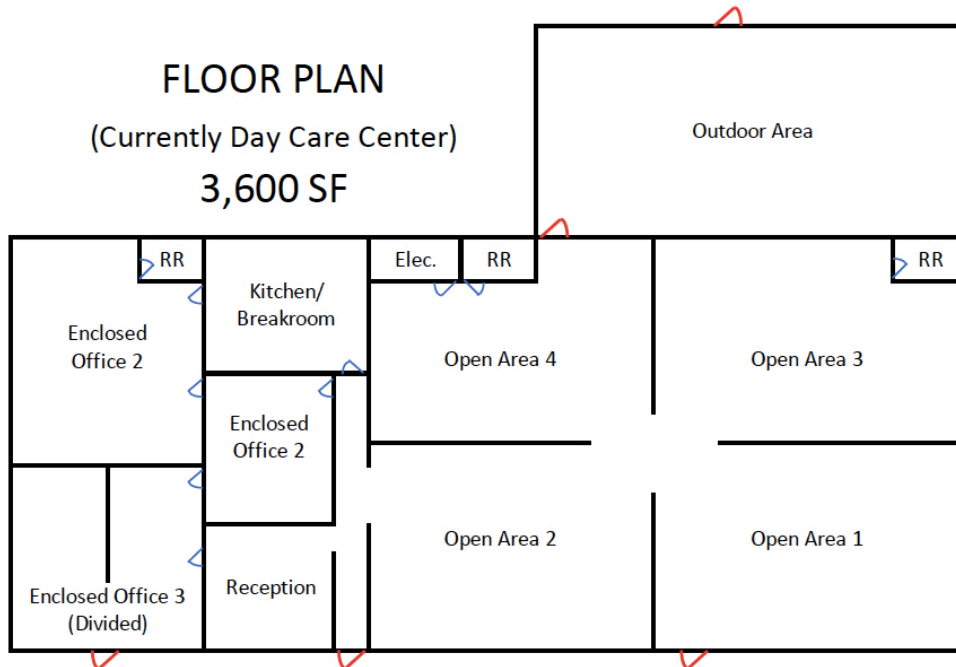 FLOOR PLAN
(Currently Day Care Center)
3,600 SF
Outdoor Area
RR
Elec.
RR
RR
Kitchen/
Breakroom
Enclosed
Office 2
Open Area 4
Open Area 3
Enclosed
Office 2
Open Area 2
Open Area 1
Enclosed Office 3
(Divided)
Reception